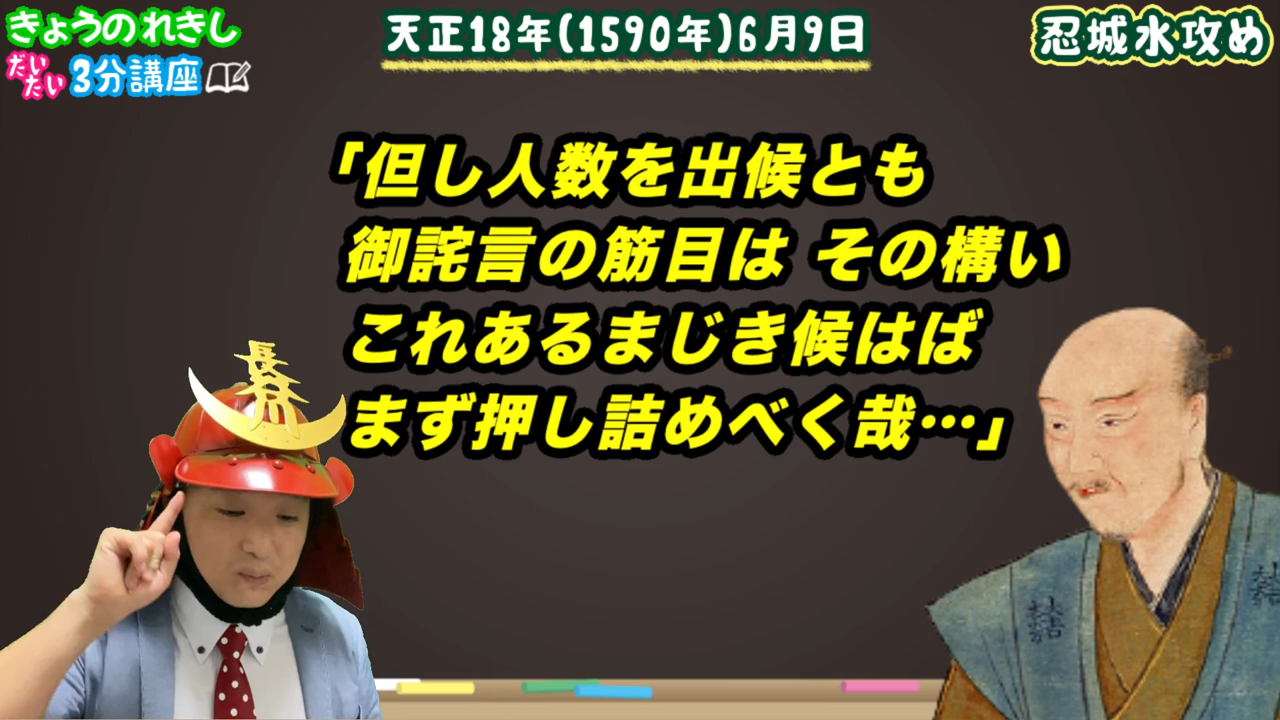 きょうのれきし
だいたい3分講座
天正18年(1590年)6月9日
忍城水攻め
「但し人数を出候とも
御詫言の筋目は その構い
これあるまじき候はば
まず押し詰めべく哉…」
長谷川